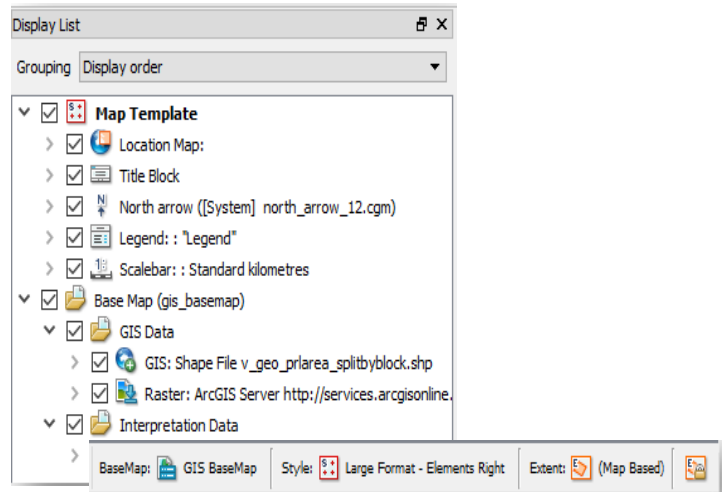 Display List
Grouping Display order
Map Template
Location Map:
Title Block
North arrow ([System] north_arrow_12.cgm)
Legend: : "Legend"
Scalebar: : Standard kilometres
Base Map (gis_basemap)
GIS Data
GIS: Shape File v_geo_prlarea_splitbyblock.shp
Raster: ArcGIS Server http://services.arcgisonline.
Interpretation Data
BaseMap: GIS BaseMap Style: Large Format - Elements Right Extent: (Map Based)